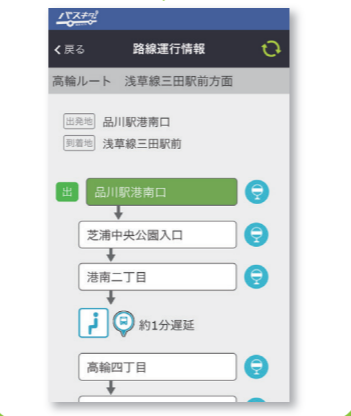 バスキタ!
く戻る 路線運行情報
高輪ルート 浅草線三田駅前方面
出発地 品川駅港南口
到着地 浅草線三田駅前
出 品川駅港南口
芝浦中央公園入口
港南二丁目
約1分遅延
高輪四丁目